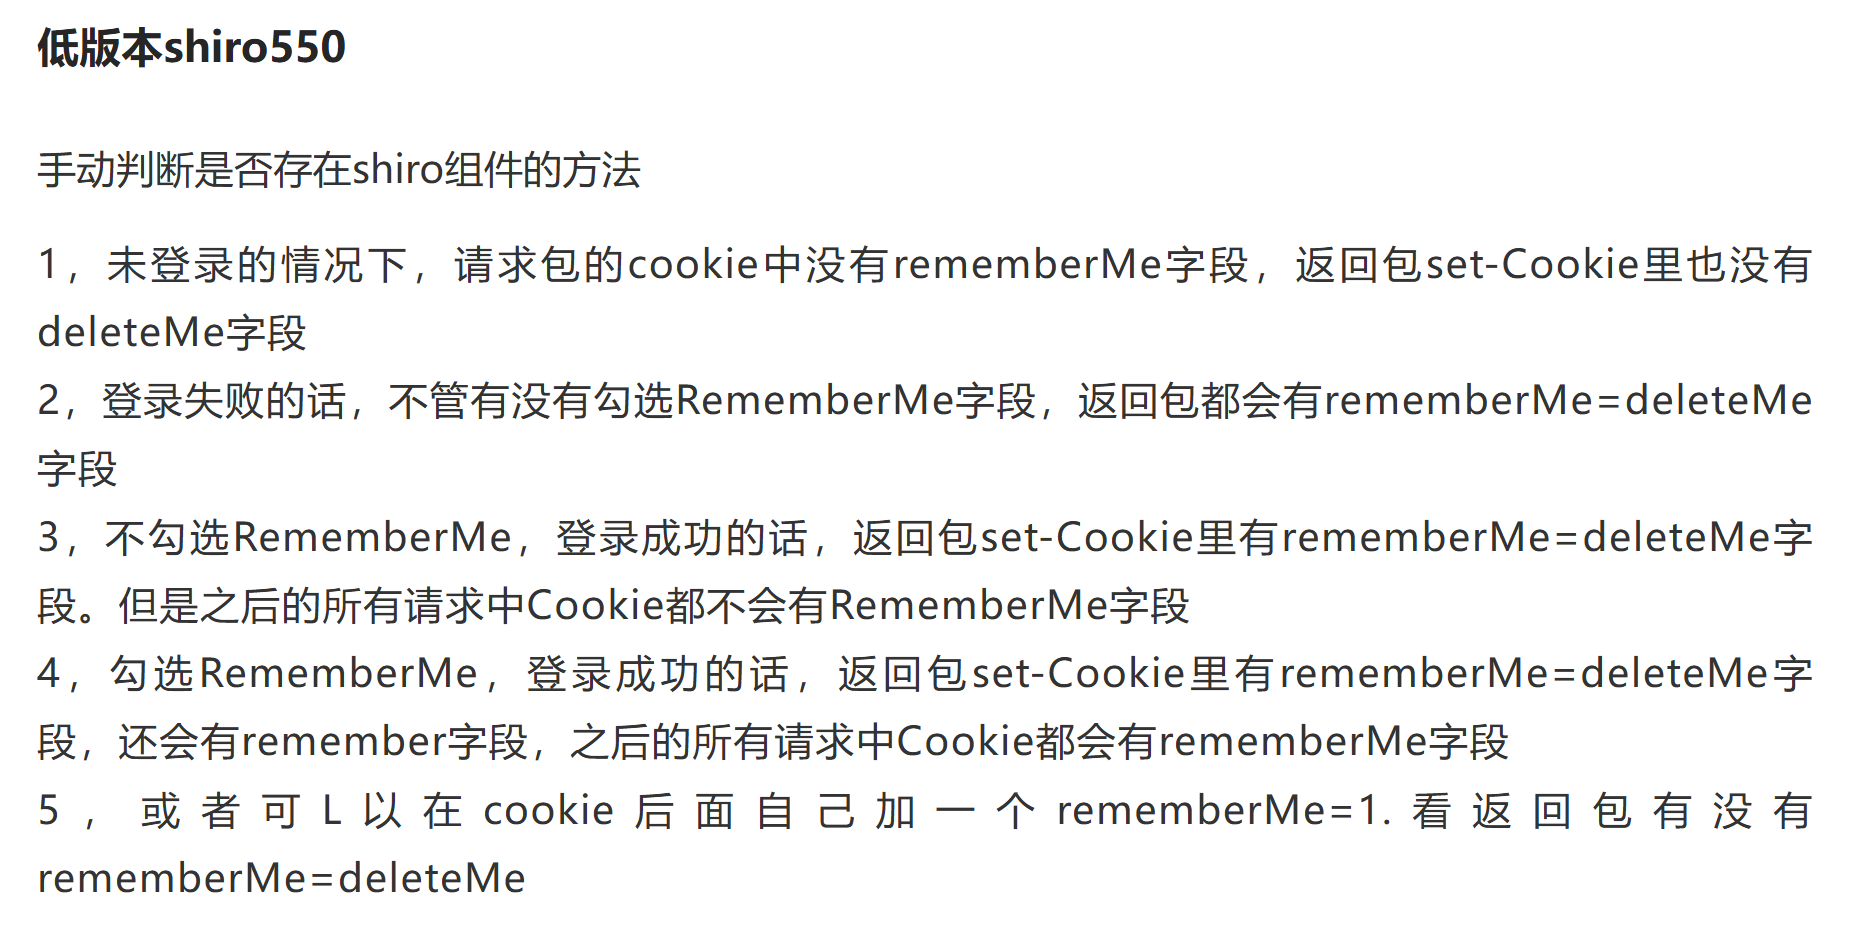 低版本shiro550
手动判断是否存在shiro组件的方法
1，未登录的情况下，请求包的cookie中没有rememberMe字段，返回包set-Cookie里也没有
deleteMe字段
2，登录失败的话，不管有没有勾选RememberMe字段，返回包都会有rememberMe=deleteMe
字段
3，不勾选RememberMe，登录成功的话，返回包set-Cookie里有rememberMe=deleteMe字
段。但是之后的所有请求中Cookie都不会有RememberMe字段
4，勾选RememberMe，登录成功的话，返回包set-Cookie里有rememberMe=deleteMe字
段，还会有remember字段，之后的所有请求中Cookie都会有rememberMe字段
5，或者可L以在cookie后面自己加一个rememberMe=1.看返回包有没有
rememberMe=deleteMe